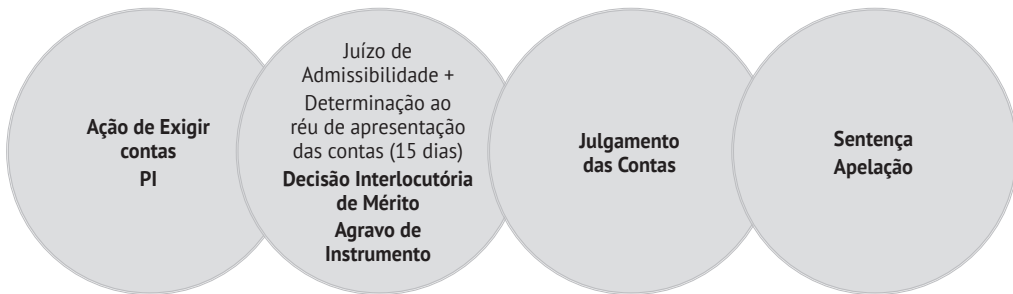 Ação de Exigir
contas
PI
Juízo de
Admissibilidade +
Determinação ao
réu de apresentação
das contas (15 dias)
Decisão Interlocutória
de Mérito
Agravo de
Instrumento
Julgamento
das Contas
Sentença
Apelação